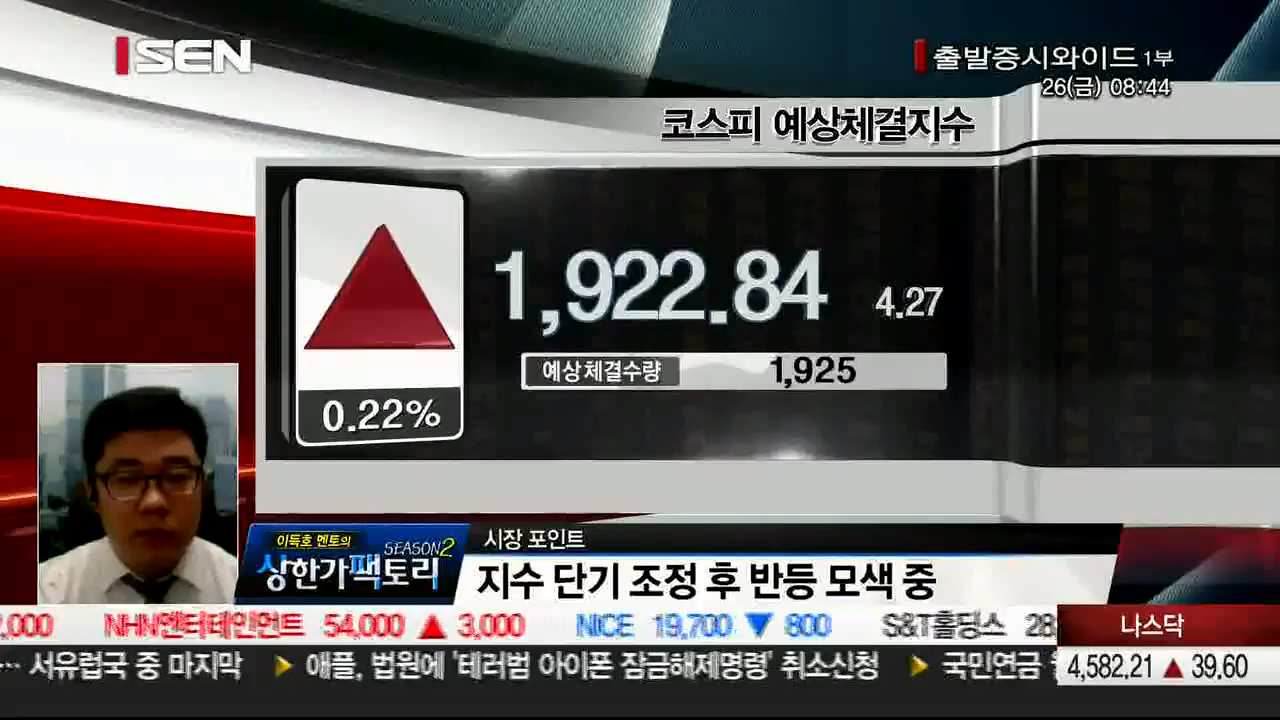 SEN
출발증시와이드 1부
26(금) 08:44
코스피 예상체결지수
1,922.84 4.27
예상체결수량 1,925
0.22%
이득호 멘토의
상한가팩토리 SEASON2
시장 포인트
지수 단기 조정 후 반등 모색 중
,000 NHN엔터테인먼트 54,000 ▲ 3,000 NICE 19,700 ▼ 800 S&T홀딩스 28
나스닥
… 서유럽국 중 마지막 ▶ 애플, 법원에 '테러범 아이폰 잠금해제명령' 취소신청 ▶ 국민연금
4,582.21 ▲ 39.60